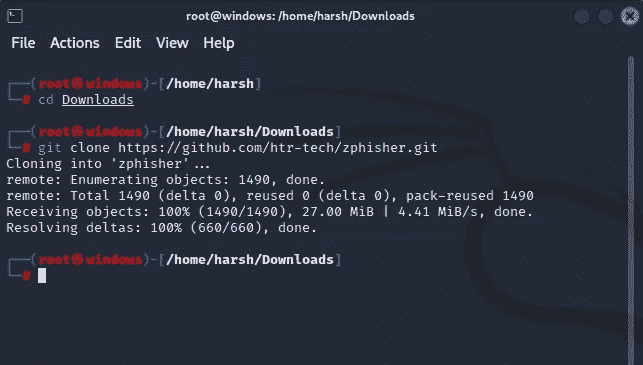 root@windows: /home/harsh/Downloads
File Actions Edit View Help
┌──(root㉿windows)-[/home/harsh]
└─# cd Downloads
┌──(root㉿windows)-[/home/harsh/Downloads]
└─# git clone https://github.com/htr-tech/zphisher.git
Cloning into 'zphisher'...
remote: Enumerating objects: 1490, done.
remote: Total 1490 (delta 0), reused 0 (delta 0), pack-reused 1490
Receiving objects: 100% (1490/1490), 27.00 MiB | 4.41 MiB/s, done.
Resolving deltas: 100% (660/660), done.
┌──(root㉿windows)-[/home/harsh/Downloads]
└─#